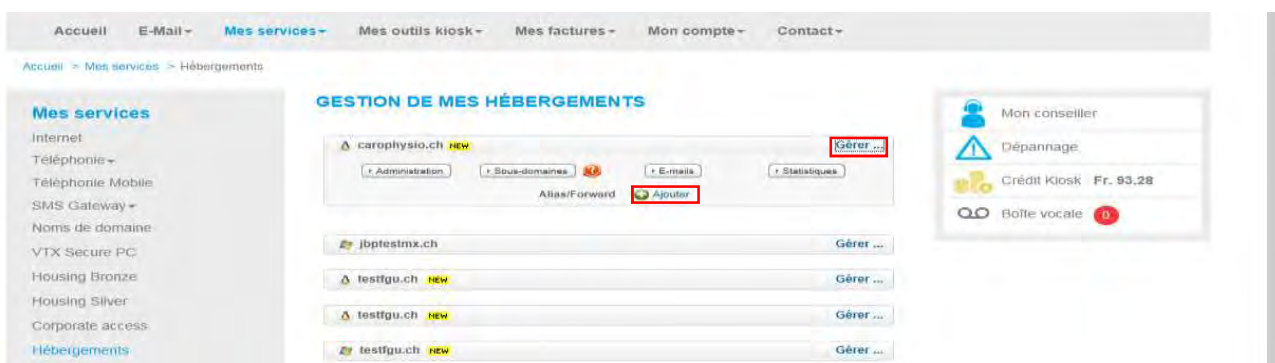 Accueil E-Mail Mes services Mes outils kiosk Mes factures Mon compte Contact
Accueil > Mes services > Hébergements
Mes services
Internet
Téléphonie
Téléphonie Mobile
SMS Gateway
Noms de domaine
VTX Secure PC
Housing Bronze
Housing Silver
Corporate access
Hébergements
GESTION DE MES HÉBERGEMENTS
carophysio.ch NEW Gérer ...
Administration Sous-domaines E-mails Statistiques
Alias/Forward Ajouter
jbptestmx.ch Gérer ...
testfgu.ch NEW Gérer ...
testfgu.ch NEW Gérer ...
testfgu.ch NEW Gérer ...
Mon conseiller
Dépannage
Crédit Kiosk Fr. 93.28
Boîte vocale 0